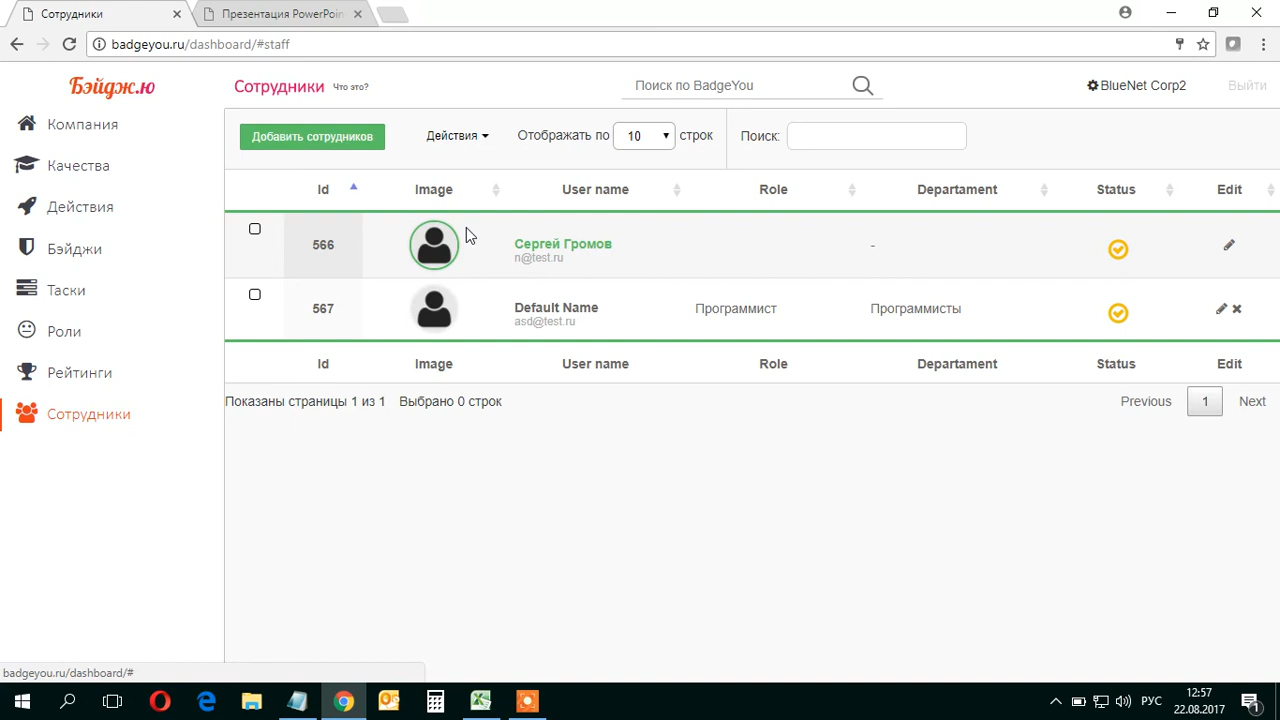 Сотрудники
Презентация PowerPoin
badgeyou.ru/dashboard/#staff
Бэйдж.ю
Сотрудники Что это?
Поиск по BadgeYou
BlueNet Corp2
Выйти
Компания
Качества
Действия
Бэйджи
Таски
Роли
Рейтинги
Сотрудники
Добавить сотрудников
Действия
Отображать по 10 строк
Поиск:
Id Image User name Role Departament Status Edit
566 Сергей Громов -
n@test.ru
567 Default Name Программист Программисты
asd@test.ru
Id Image User name Role Departament Status Edit
Показаны страницы 1 из 1 Выбрано 0 строк
Previous 1 Next
badgeyou.ru/dashboard/#
РУС
12:57
22.08.2017
1